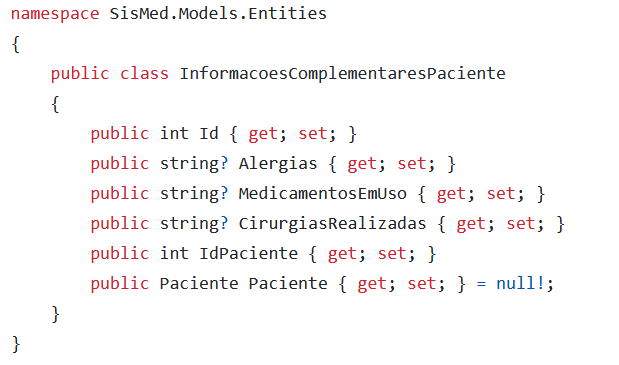 namespace SisMed.Models.Entities
{
    public class InformacoesComplementaresPaciente
    {
        public int Id { get; set; }
        public string? Alergias { get; set; }
        public string? MedicamentosEmUso { get; set; }
        public string? CirurgiasRealizadas { get; set; }
        public int IdPaciente { get; set; }
        public Paciente Paciente { get; set; } = null!;
    }
}